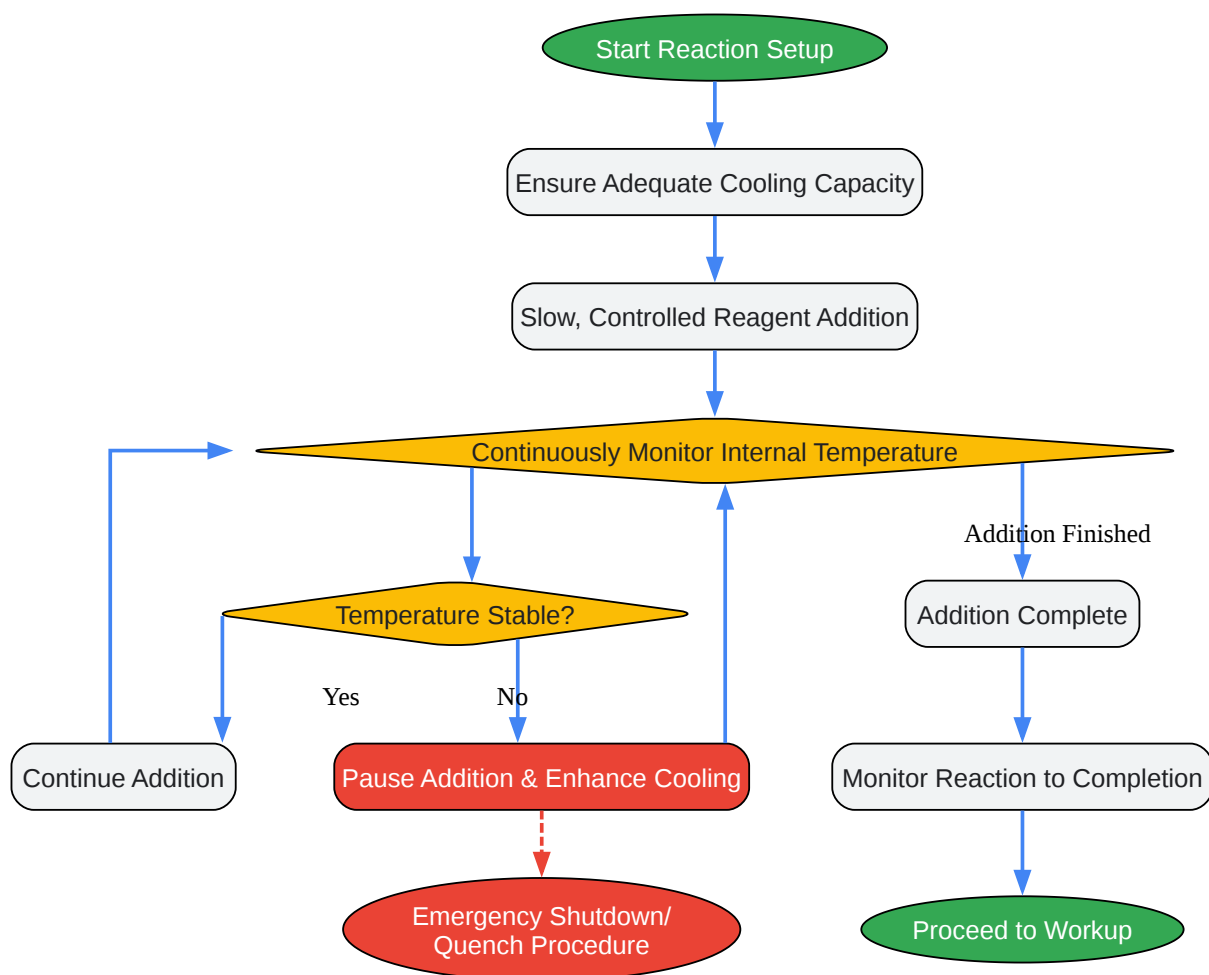 Start Reaction Setup
Ensure Adequate Cooling Capacity
Slow, Controlled Reagent Addition
Continuously Monitor Internal Temperature
Addition Finished
Temperature Stable?
Addition Complete
Yes
No
Continue Addition
Pause Addition & Enhance Cooling
Monitor Reaction to Completion
Emergency Shutdown/
Quench Procedure
Proceed to Workup